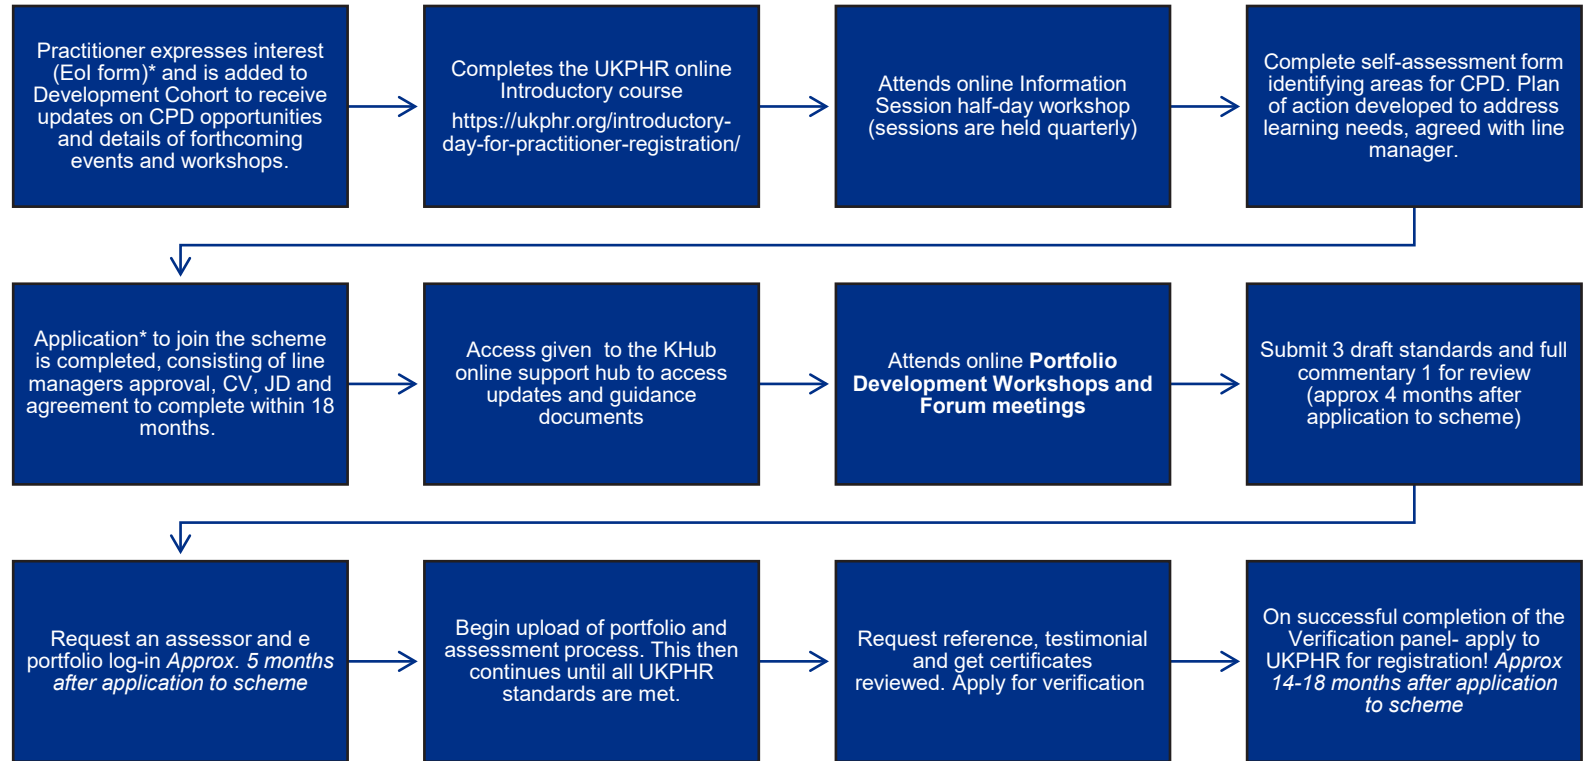 Practitioner expresses interest
(EoI form)* and is added to
Development Cohort to receive
updates on CPD opportunities
and details of forthcoming
events and workshops.
Completes the UKPHR online
Introductory course
https://ukphr.org/introductory-
day-for-practitioner-registration/
Attends online Information
Session half-day workshop
(sessions are held quarterly)
Complete self-assessment form
identifying areas for CPD. Plan
of action developed to address
learning needs, agreed with line
manager.
Application* to join the scheme
is completed, consisting of line
managers approval, CV, JD and
agreement to complete within 18
months.
Access given  to the KHub
online support hub to access
updates and guidance
documents
Attends online Portfolio
Development Workshops and
Forum meetings
Submit 3 draft standards and full
commentary 1 for review
(approx 4 months after
application to scheme)
Request an assessor and e
portfolio log-in Approx. 5 months
after application to scheme
Begin upload of portfolio and
assessment process. This then
continues until all UKPHR
standards are met.
Request reference, testimonial
and get certificates
reviewed. Apply for verification
On successful completion of the
Verification panel- apply to
UKPHR for registration! Approx
14-18 months after application
to scheme